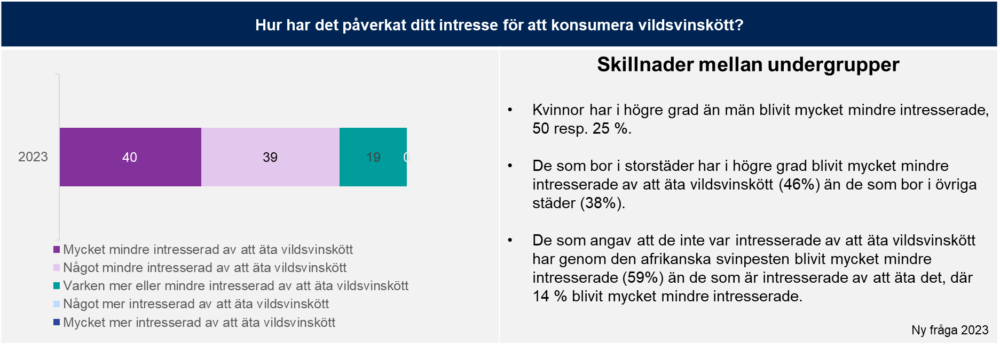 Hur har det påverkat ditt intresse för att konsumera vildsvinskött?
2023
40
39
19
0
Mycket mindre intresserad av att äta vildsvinskött
Något mindre intresserad av att äta vildsvinskött
Varken mer eller mindre intresserad av att äta vildsvinskött
Något mer intresserad av att äta vildsvinskött
Mycket mer intresserad av att äta vildsvinskött
Skillnader mellan undergrupper
• Kvinnor har i högre grad än män blivit mycket mindre intresserade,
50 resp. 25 %.
• De som bor i storstäder har i högre grad blivit mycket mindre
intresserade av att äta vildsvinskött (46%) än de som bor i övriga
städer (38%).
• De som angav att de inte var intresserade av att äta vildsvinskött
har genom den afrikanska svinpesten blivit mycket mindre
intresserade (59%) än de som är intresserade av att äta det, där
14 % blivit mycket mindre intresserade.
Ny fråga 2023